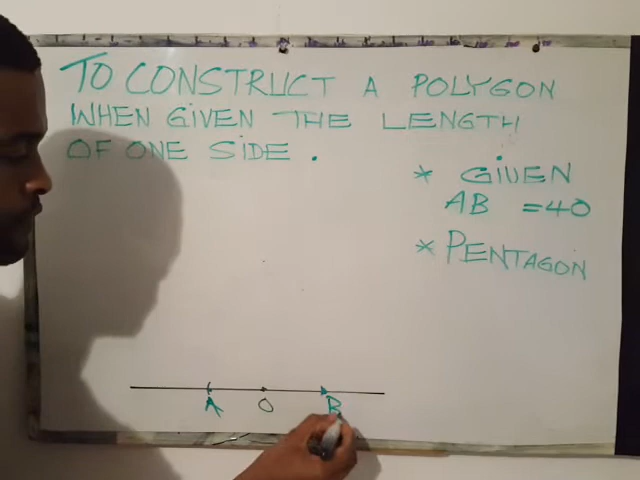 TO CONSTRUCT A POLYGON
WHEN GIVEN THE LENGTH
OF ONE SIDE.
* GIVEN
AB = 40
* PENTAGON
A O B